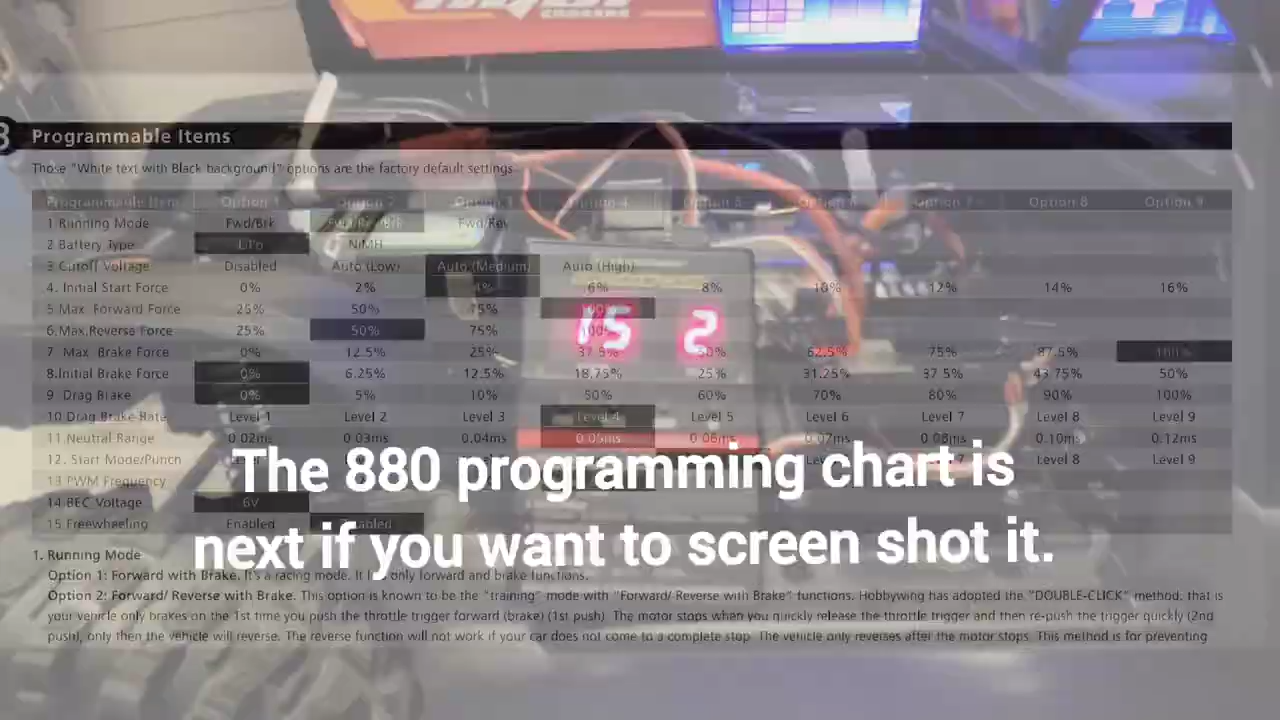 Programmable Items
Those "White text with Black background" options are the factory default settings
Programmable Item Option 1 Option 2 Option 3 Option 4 Option 5 Option 6 Option 7 Option 8 Option 9
1 Running Mode Fwd/Brk Fwd/Rev
2 Battery Type LiPo NiMH
3 Cutoff Voltage Disabled Auto (Low) Auto (Medium) Auto (High)
4. Initial Start Force 0% 2% 4% 6% 8% 10% 12% 14% 16%
5 Max. Forward Force 25% 50% 75% 100%
6.Max.Reverse Force 25% 50% 75% 100%
15 2
7 Max. Brake Force 0% 12.5% 25% 37.5% 50% 62.5% 75% 87.5% 100%
8.Initial Brake Force 0% 6.25% 12.5% 18.75% 25% 31.25% 37.5% 43.75% 50%
9 Drag Brake 0% 5% 10% 50% 60% 70% 80% 90% 100%
10.Drag Brake Rate Level 1 Level 2 Level 3 Level 4 Level 5 Level 6 Level 7 Level 8 Level 9
11.Neutral Range 0.02ms 0.03ms 0.04ms 0.05ms 0.06ms 0.07ms 0.08ms 0.10ms 0.12ms
12. Start Mode/Punch Level 8 Level 9
13 PWM Frequency
14 BEC Voltage 6V
15 Freewheeling Enabled Disabled
The 880 programming chart is
next if you want to screen shot it.
1. Running Mode
Option 1: Forward with Brake. It's a racing mode. It has only forward and brake functions.
Option 2: Forward/ Reverse with Brake. This option is known to be the "training" mode with "Forward/ Reverse with Brake" functions. Hobbywing has adopted the "DOUBLE-CLICK" method, that is
your vehicle only brakes on the 1st time you push the throttle trigger forward (brake) (1st push). The motor stops when you quickly release the throttle trigger and then re-push the trigger quickly (2nd
push), only then the vehicle will reverse. The reverse function will not work if your car does not come to a complete stop. The vehicle only reverses after the motor stops. This method is for preventing